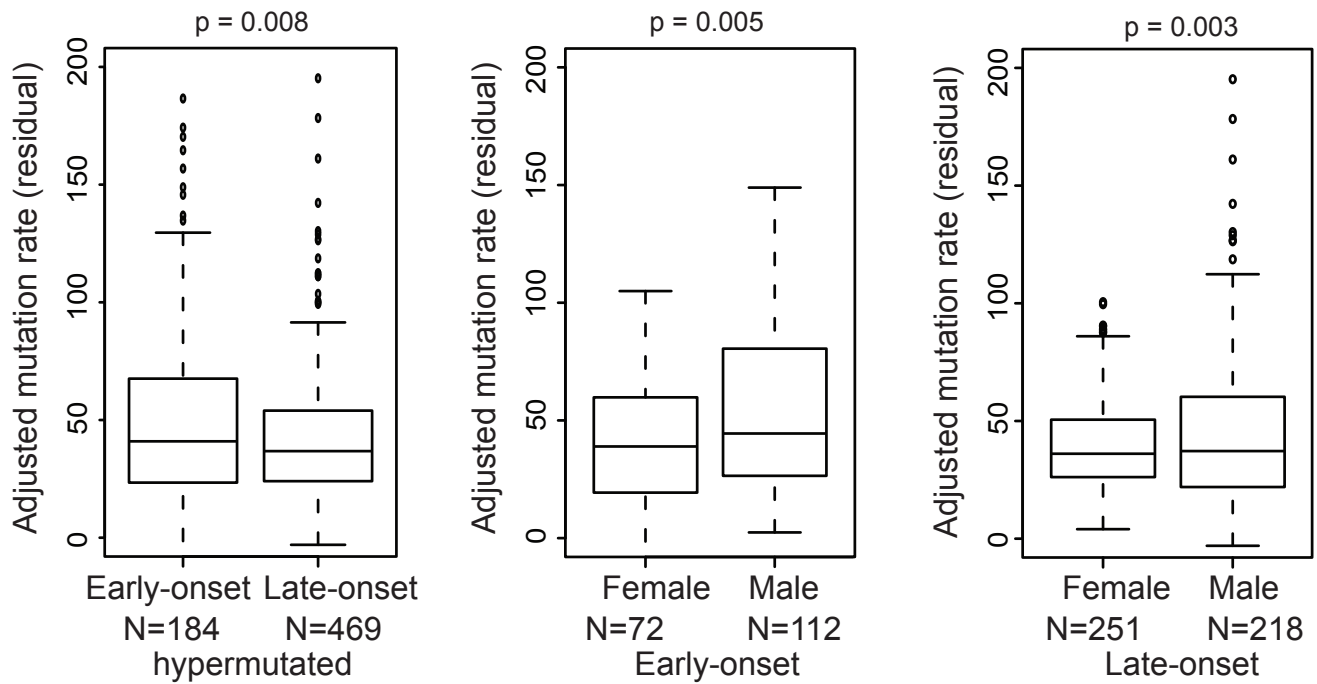 p = 0.008
Adjusted mutation rate (residual)
200
150
100
50
0
Early-onset Late-onset
N=184 N=469
hypermutated
p = 0.005
Adjusted mutation rate (residual)
200
150
100
50
0
Female Male
N=72 N=112
Early-onset
p = 0.003
Adjusted mutation rate (residual)
200
150
100
50
0
Female Male
N=251 N=218
Late-onset